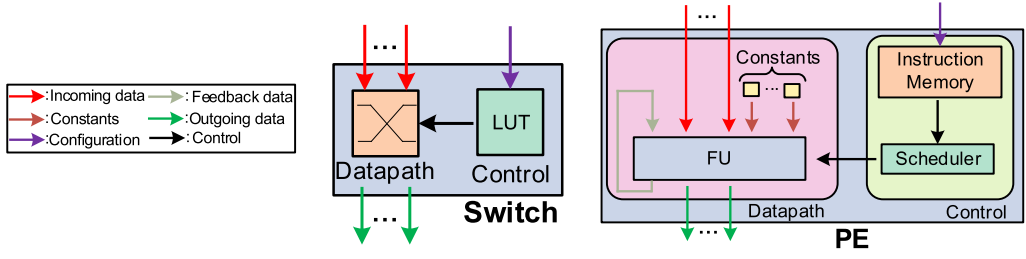 :Incoming data
:Feedback data
:Constants
:Outgoing data
:Configuration
:Control
...
LUT
Datapath
Control
...
Switch
...
Constants
...
Instruction
Memory
FU
Scheduler
...
Datapath
Control
PE